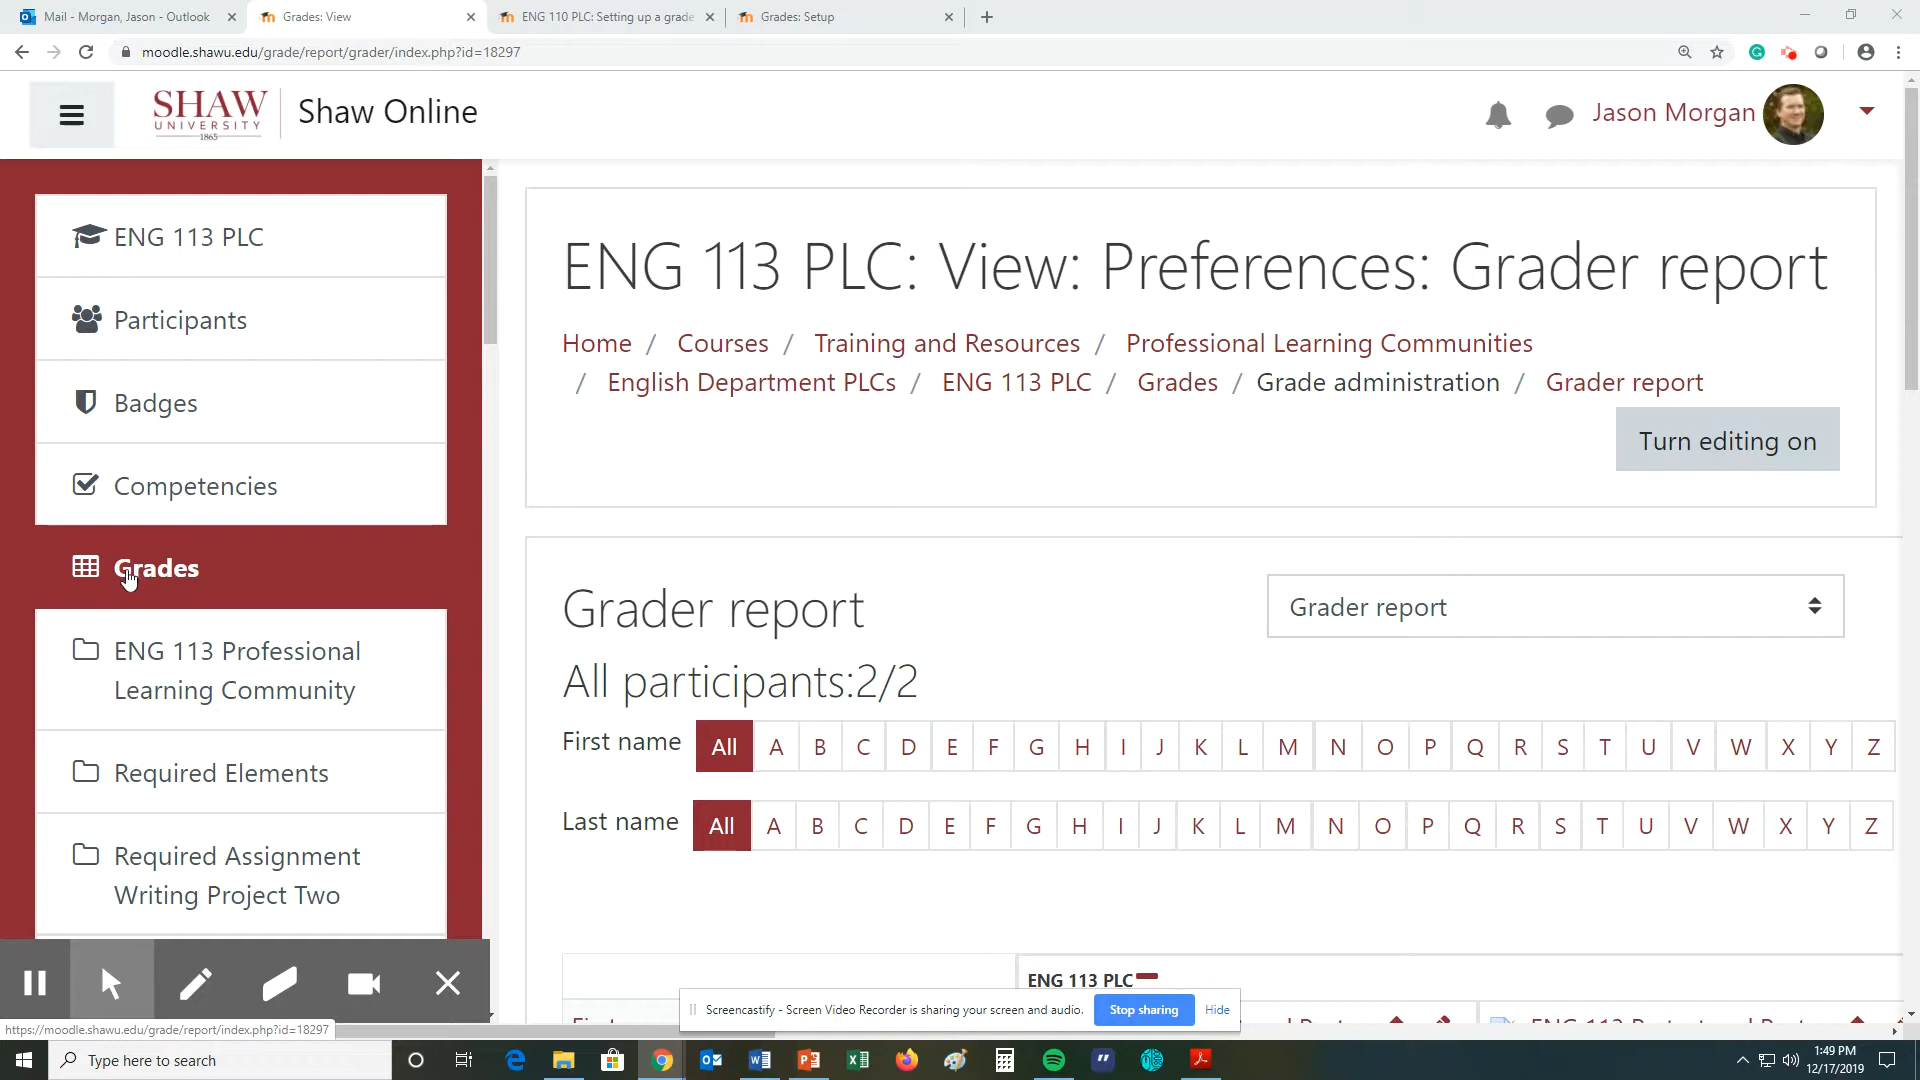 Mail - Morgan, Jason - Outlook
Grades: View
ENG 110 PLC: Setting up a grade
Grades: Setup
moodle.shawu.edu/grade/report/grader/index.php?id=18297
SHAW
UNIVERSITY
1865
Shaw Online
Jason Morgan
ENG 113 PLC
Participants
Badges
Competencies
Grades
ENG 113 Professional
Learning Community
Required Elements
Required Assignment
Writing Project Two
ENG 113 PLC: View: Preferences: Grader report
Home / Courses / Training and Resources / Professional Learning Communities
/ English Department PLCs / ENG 113 PLC / Grades / Grade administration / Grader report
Turn editing on
Grader report
Grader report
All participants:2/2
First name All A B C D E F G H I J K L M N O P Q R S T U V W X Y Z
Last name All A B C D E F G H I J K L M N O P Q R S T U V W X Y Z
ENG 113 PLC
Screencastify - Screen Video Recorder is sharing your screen and audio.
Stop sharing
Hide
https://moodle.shawu.edu/grade/report/index.php?id=18297
Type here to search
1:49 PM
12/17/2019